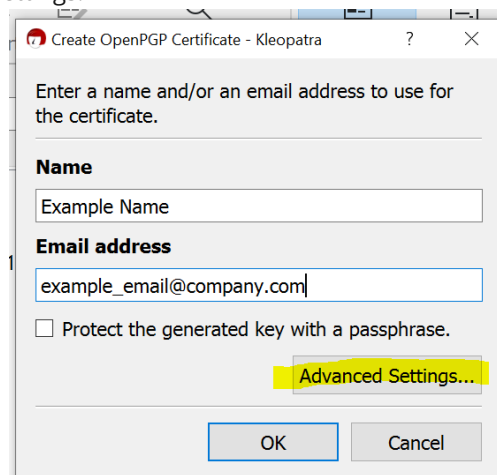 Create OpenPGP Certificate - Kleopatra ? ×
Enter a name and/or an email address to use for
the certificate.
Name
Example Name
Email address
example_email@company.com
Protect the generated key with a passphrase.
Advanced Settings...
OK Cancel